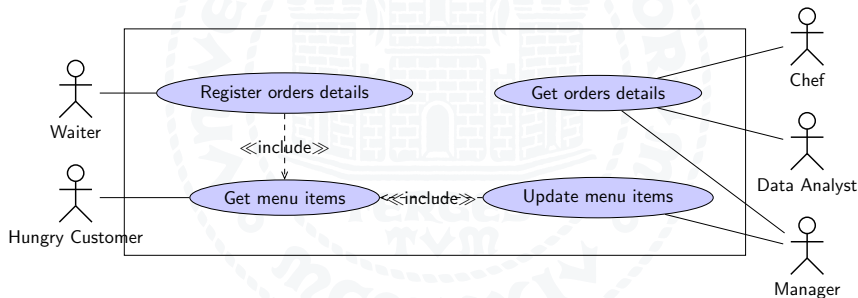 Chef
Register orders details
Get orders details
Waiter
≪include≫
Data Analyst
Get menu items
≪include≫
Update menu items
Hungry Customer
Manager